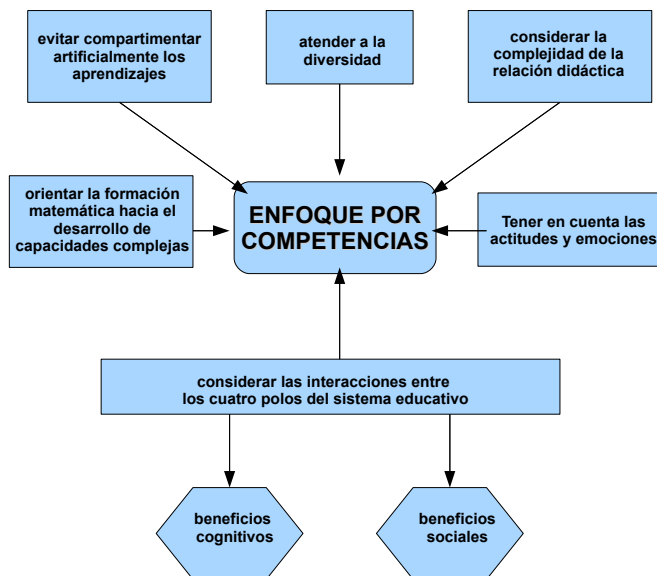 evitar compartimentar
artificialmente los
aprendizajes
atender a la
diversidad
considerar la
complejidad de la
relación didáctica
orientar la formación
matemática hacia el
desarrollo de
capacidades complejas
ENFOQUE POR
COMPETENCIAS
Tener en cuenta las
actitudes y emociones
considerar las interacciones entre
los cuatro polos del sistema educativo
beneficios
cognitivos
beneficios
sociales